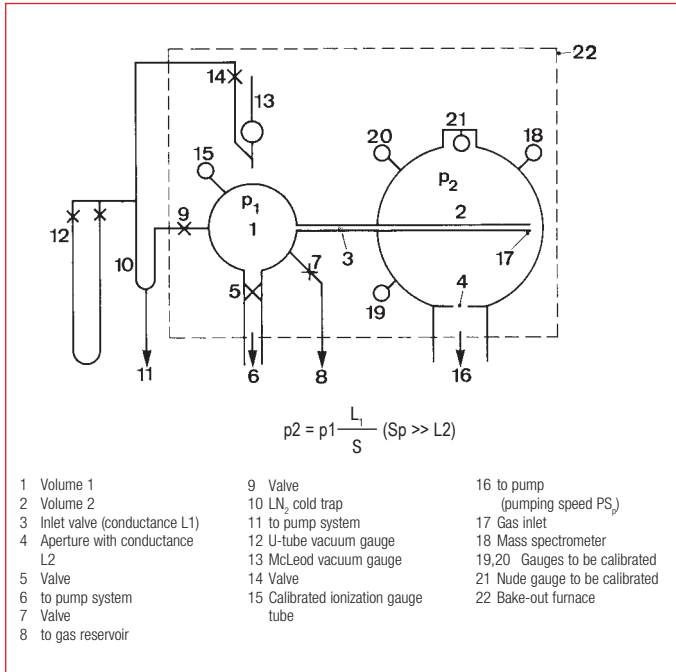 22
14
13
21
20
18
15
p2
p1
2
9
1
12
3
17
7
10
4
5
19
11
6
8
16
p2 = p1 L1 / S (Sp >> L2)
1 Volume 1
2 Volume 2
3 Inlet valve (conductance L1)
4 Aperture with conductance
L2
5 Valve
6 to pump system
7 Valve
8 to gas reservoir
9 Valve
10 LN2 cold trap
11 to pump system
12 U-tube vacuum gauge
13 McLeod vacuum gauge
14 Valve
15 Calibrated ionization gauge
tube
16 to pump
(pumping speed PSp)
17 Gas inlet
18 Mass spectrometer
19,20 Gauges to be calibrated
21 Nude gauge to be calibrated
22 Bake-out furnace